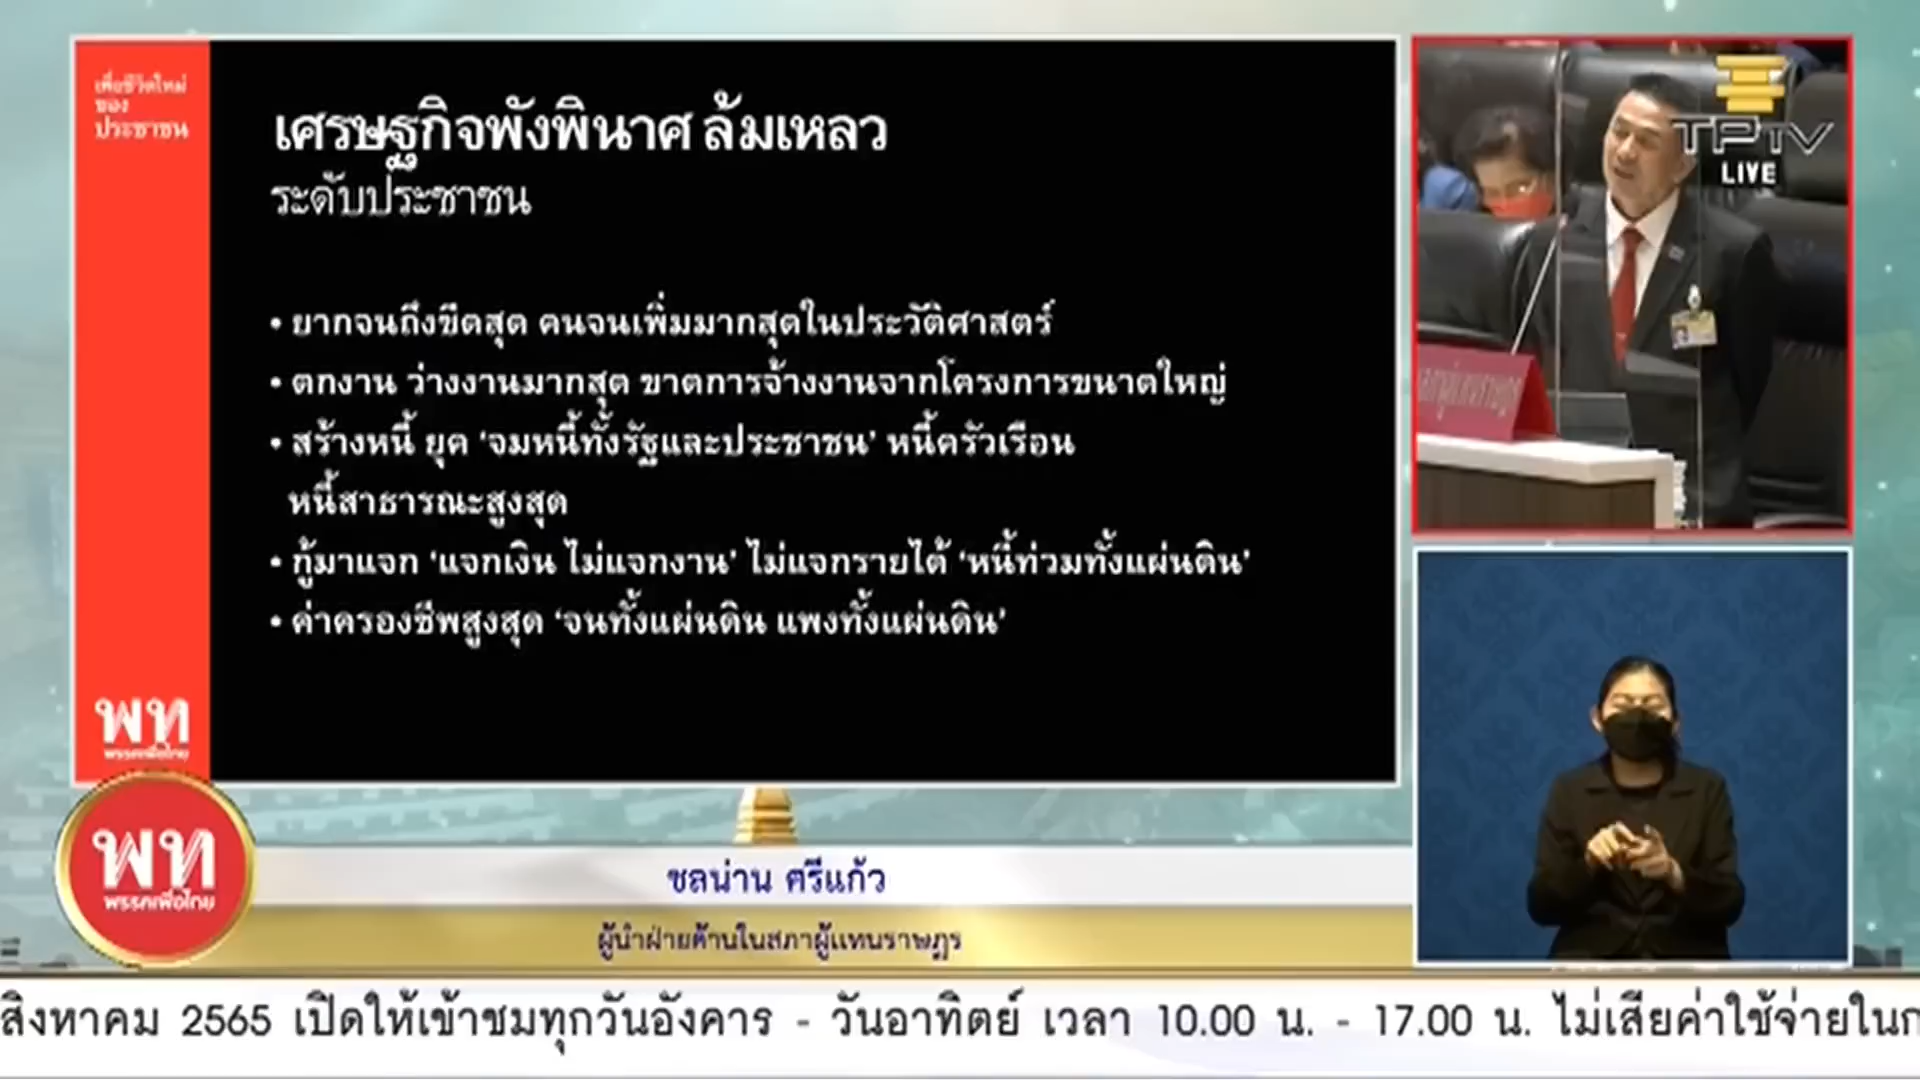 เพื่อชีวิตใหม่
ของ
ประชาชน
เศรษฐกิจพังพินาศ ล้มเหลว
ระดับประชาชน
• ยากจนถึงขีดสุด คนจนเพิ่มมากสุดในประวัติศาสตร์
• ตกงาน ว่างงานมากสุด ขาดการจ้างงานจากโครงการขนาดใหญ่
• สร้างหนี้ ยุค ‘จมหนี้ทั้งรัฐและประชาชน’ หนี้ครัวเรือน
หนี้สาธารณะสูงสุด
• กู้มาแจก ‘แจกเงิน ไม่แจกงาน’ ไม่แจกรายได้ ‘หนี้ท่วมทั้งแผ่นดิน’
• ค่าครองชีพสูงสุด ‘จนทั้งแผ่นดิน แพงทั้งแผ่นดิน’
พท
พรรคเพื่อไทย
TPTV
LIVE
พท
พรรคเพื่อไทย
ชลน่าน ศรีแก้ว
ผู้นำฝ่ายค้านในสภาผู้แทนราษฎร
สิงหาคม 2565 เปิดให้เข้าชมทุกวันอังคาร - วันอาทิตย์ เวลา 10.00 น. - 17.00 น. ไม่เสียค่าใช้จ่ายในก